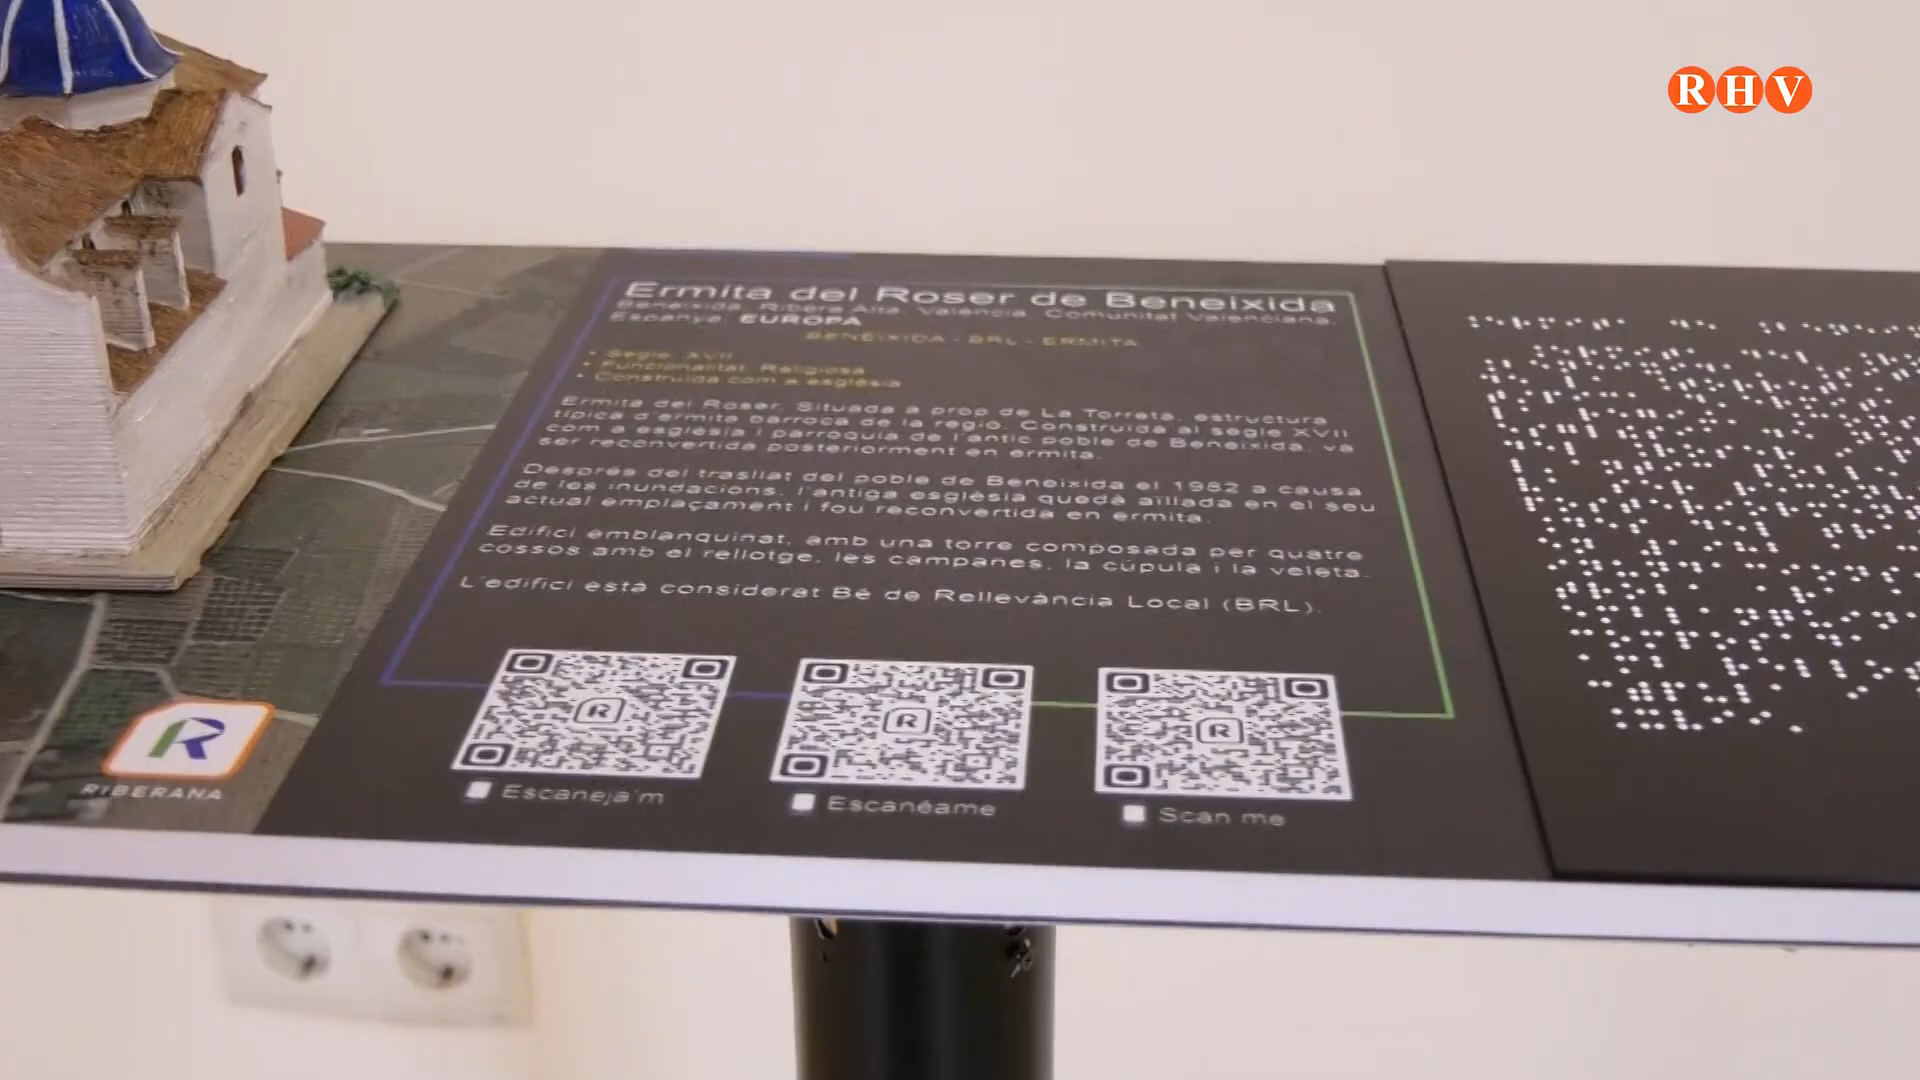 RHV
Ermita del Roser de Beneixida
Beneixida. Ribera Alta. València. Comunitat Valenciana.
Espanya. EUROPA
BENEIXIDA - BRL - ERMITA
• Segle: XVII
• Funcionalitat: Religiosa
• Construïda com a església
Ermita del Roser. Situada a prop de La Torreta, estructura
típica d'ermita barroca de la regió. Construïda al segle XVII
com a església i parroquia de l'antic poble de Beneixida, va
ser reconvertida posteriorment en ermita.
Després del trasllat del poble de Beneixida el 1982 a causa
de les inundacions, l'antiga església quedà aïllada en el seu
actual emplaçament i fou reconvertida en ermita.
Edifici emblanquinat, amb una torre composada per quatre
cossos amb el rellotge, les campanes, la cúpula i la veleta.
L'edifici està considerat Bé de Rellevància Local (BRL).
R
RIBERANA
R
R
R
Escaneja'm
Escanéame
Scan me